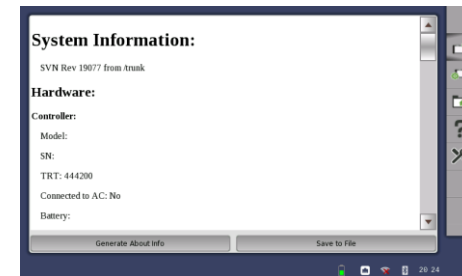 System Information:
SVN Rev 19077 from /trunk
Hardware:
Controller:
Model:
SN:
TRT: 444200
Connected to AC: No
Battery:
Generate About Info
Save to File
20 24